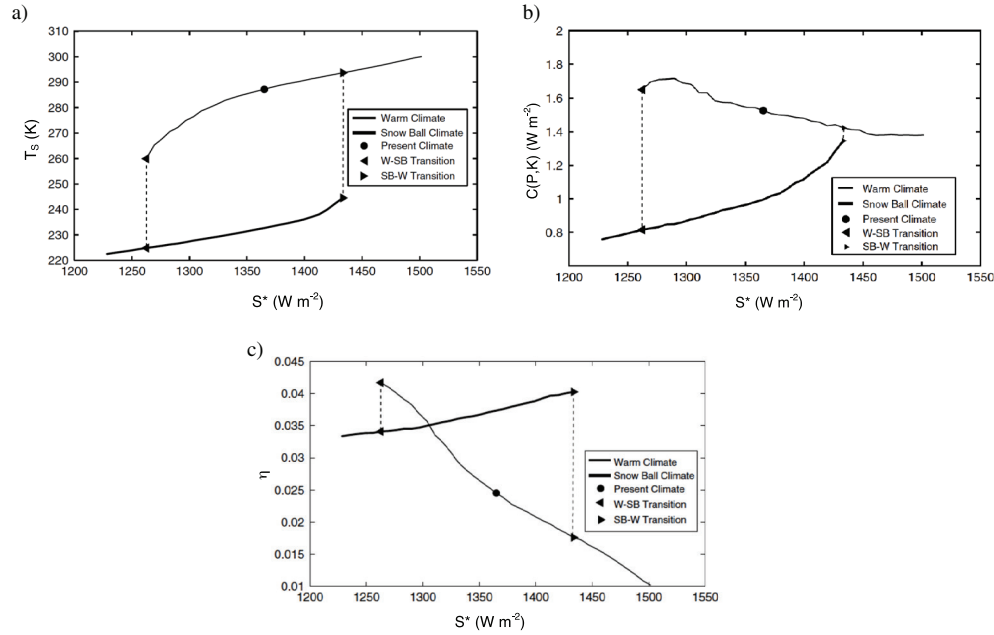 a)
310
300
290
280
270
260
250
240
230
220
T_S (K)
Warm Climate
Snow Ball Climate
Present Climate
W-SB Transition
SB-W Transition
1200 1250 1300 1350 1400 1450 1500 1550
S* (W m-2)
b)
2
1.8
1.6
1.4
1.2
1
0.8
C(P,K) (W m-2)
Warm Climate
Snow Ball Climate
Present Climate
W-SB Transition
SB-W Transition
1200 1250 1300 1350 1400 1450 1500 1550
S* (W m-2)
c)
0.045
0.04
0.035
0.03
0.025
0.02
0.015
0.01
η
Warm Climate
Snow Ball Climate
Present Climate
W-SB Transition
SB-W Transition
1200 1250 1300 1350 1400 1450 1500 1550
S* (W m-2)